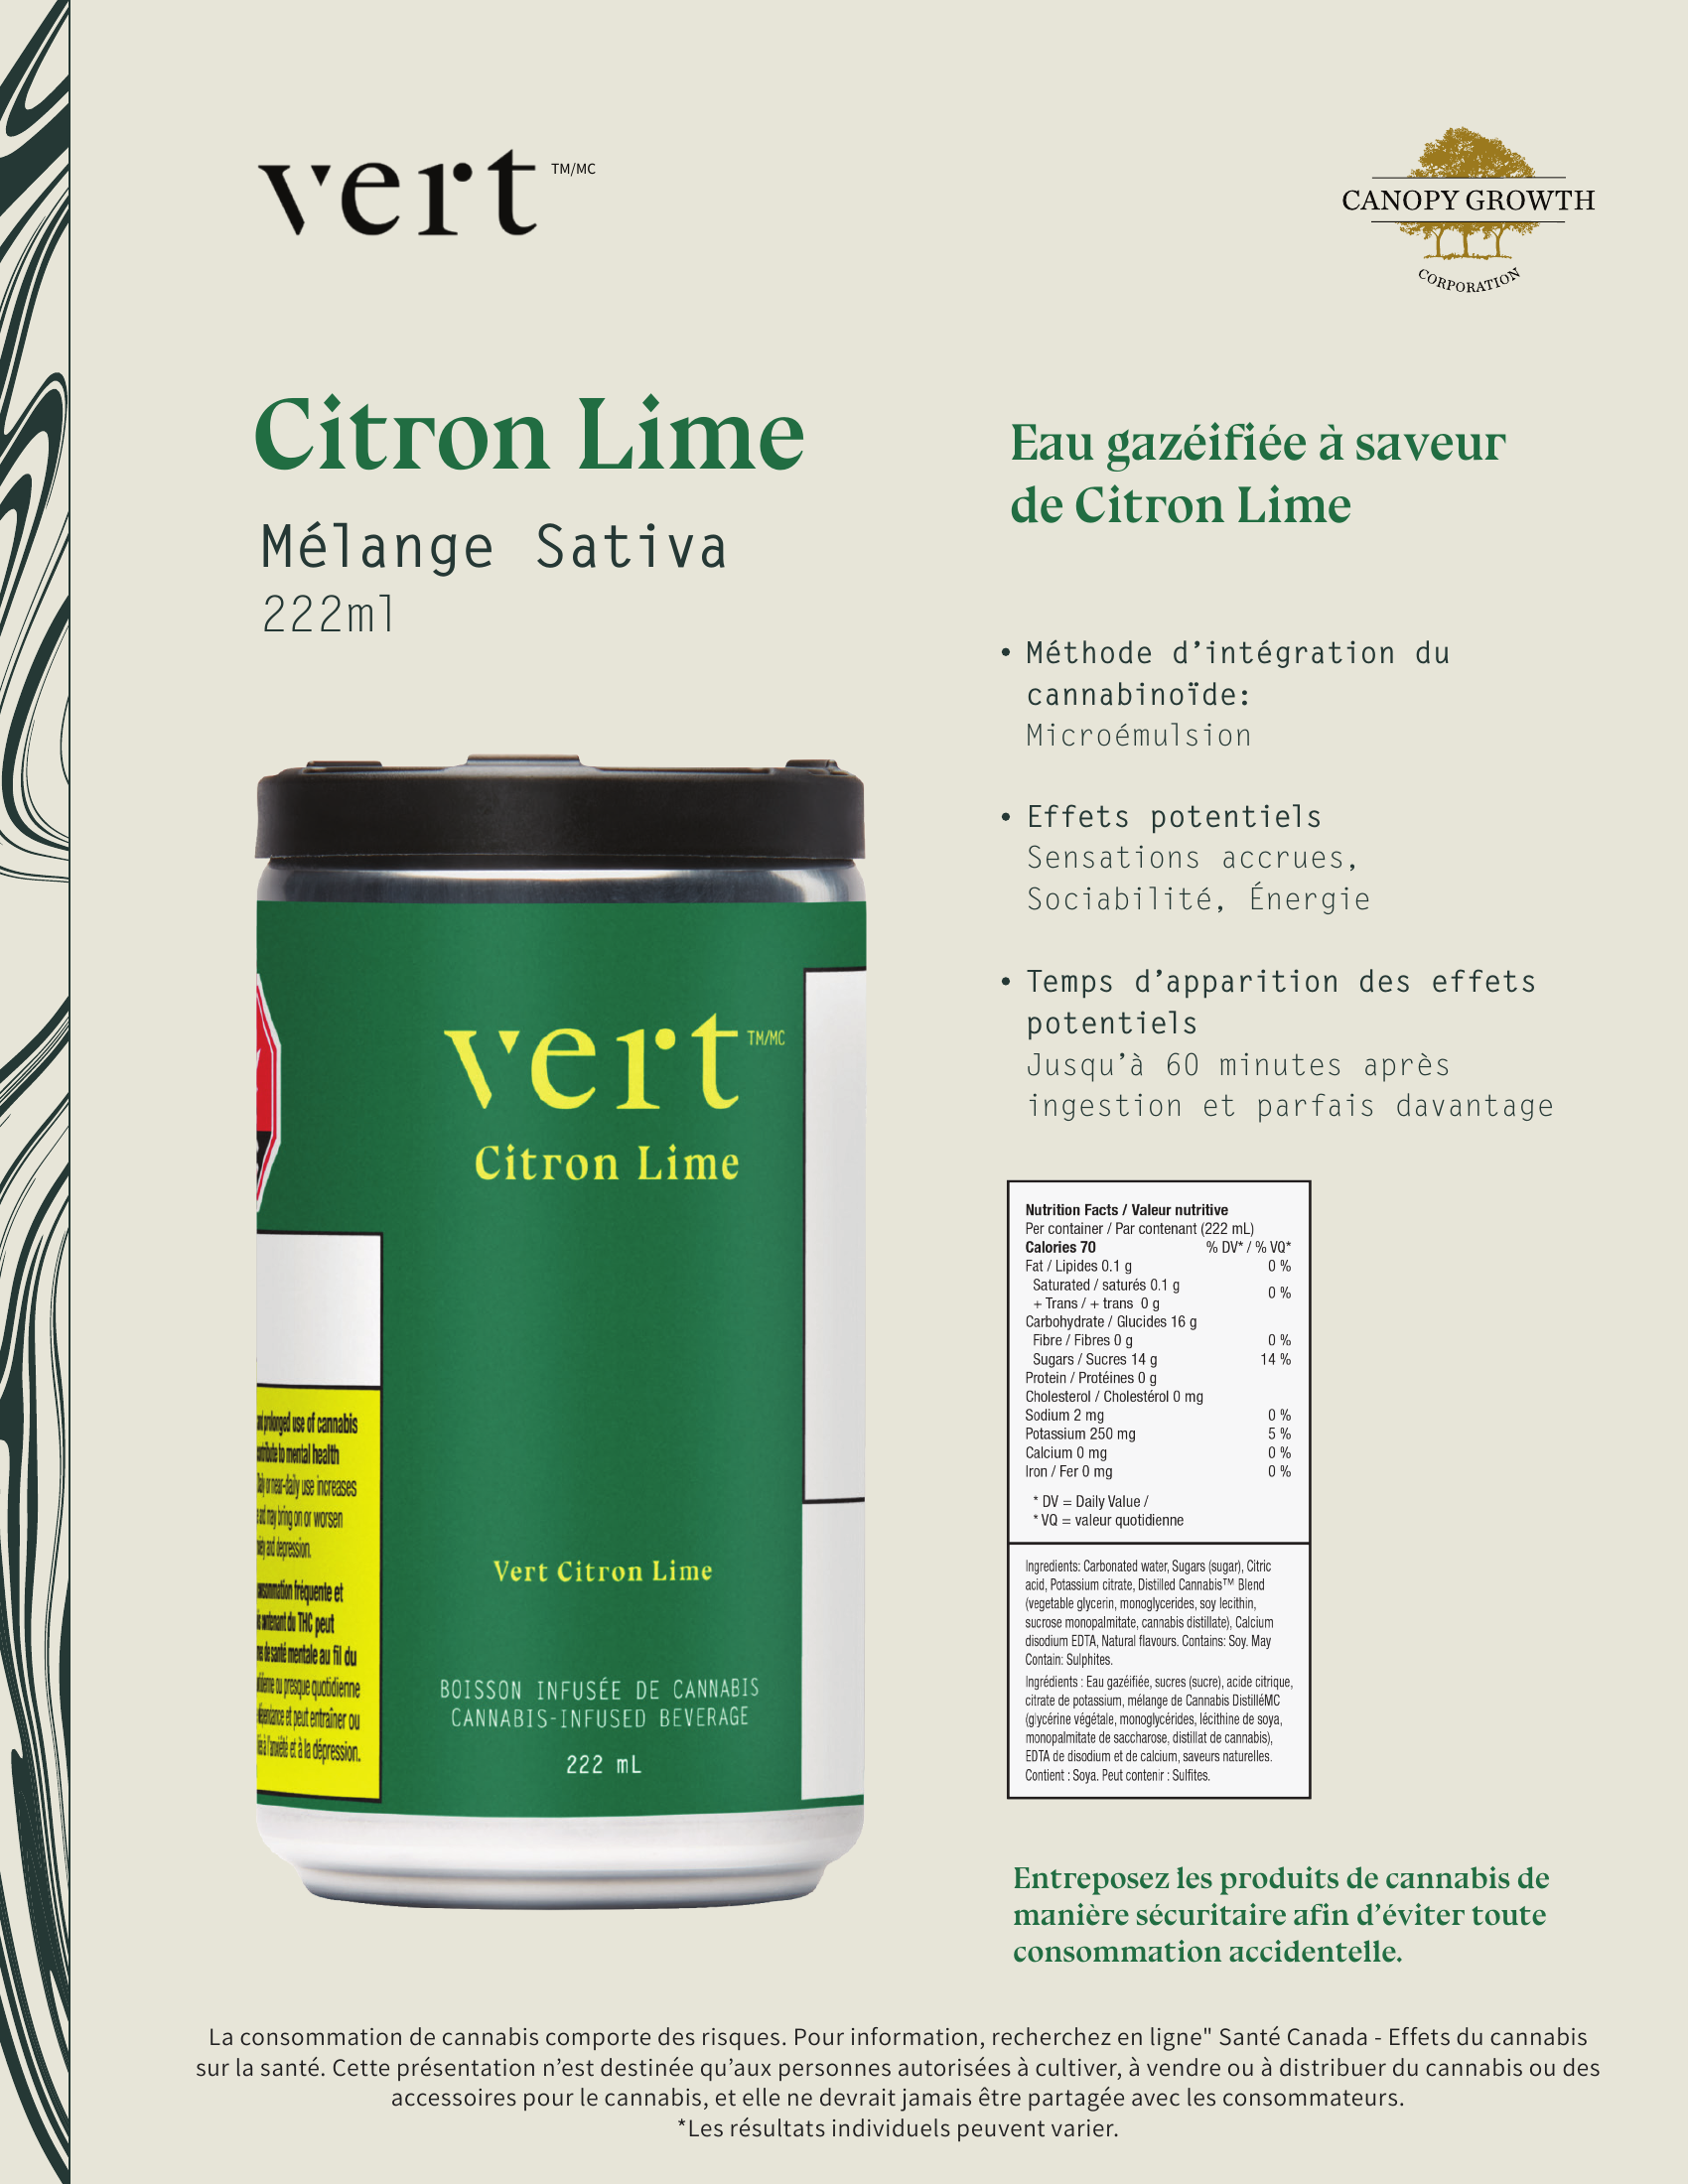 vert TM/MC
CANOPY GROWTH
CORPORATION
Citron Lime
Mélange Sativa
222ml
Eau gazéifiée à saveur
de Citron Lime
• Méthode d’intégration du
cannabinoïde:
Microémulsion
• Effets potentiels
Sensations accrues,
Sociabilité, Énergie
• Temps d’apparition des effets
potentiels
Jusqu’à 60 minutes après
ingestion et parfais davantage
vert TM/MC
Citron Lime
Vert Citron Lime
BOISSON INFUSÉE DE CANNABIS
CANNABIS-INFUSED BEVERAGE
222 mL
prolonged use of cannabis
to mental health
or near-daily use increases
and may bring on or worsen
and depression.
fréquente et
du THC peut
de santé mentale au fil du
ou presque quotidienne
et peut entraîner ou
à l’anxiété et à la dépression.
Nutrition Facts / Valeur nutritive
Per container / Par contenant (222 mL)
Calories 70 % DV* / % VQ*
Fat / Lipides 0.1 g 0 %
Saturated / saturés 0.1 g
+ Trans / + trans 0 g 0 %
Carbohydrate / Glucides 16 g
Fibre / Fibres 0 g 0 %
Sugars / Sucres 14 g 14 %
Protein / Protéines 0 g
Cholesterol / Cholestérol 0 mg
Sodium 2 mg 0 %
Potassium 250 mg 5 %
Calcium 0 mg 0 %
Iron / Fer 0 mg 0 %
* DV = Daily Value /
* VQ = valeur quotidienne
Ingredients: Carbonated water, Sugars (sugar), Citric
acid, Potassium citrate, Distilled Cannabis™ Blend
(vegetable glycerin, monoglycerides, soy lecithin,
sucrose monopalmitate, cannabis distillate), Calcium
disodium EDTA, Natural flavours. Contains: Soy. May
Contain: Sulphites.
Ingrédients : Eau gazéifiée, sucres (sucre), acide citrique,
citrate de potassium, mélange de Cannabis DistilléMC
(glycérine végétale, monoglycérides, lécithine de soya,
monopalmitate de saccharose, distillat de cannabis),
EDTA de disodium et de calcium, saveurs naturelles.
Contient : Soya. Peut contenir : Sulfites.
Entreposez les produits de cannabis de
manière sécuritaire afin d’éviter toute
consommation accidentelle.
La consommation de cannabis comporte des risques. Pour information, recherchez en ligne" Santé Canada - Effets du cannabis
sur la santé. Cette présentation n’est destinée qu’aux personnes autorisées à cultiver, à vendre ou à distribuer du cannabis ou des
accessoires pour le cannabis, et elle ne devrait jamais être partagée avec les consommateurs.
*Les résultats individuels peuvent varier.